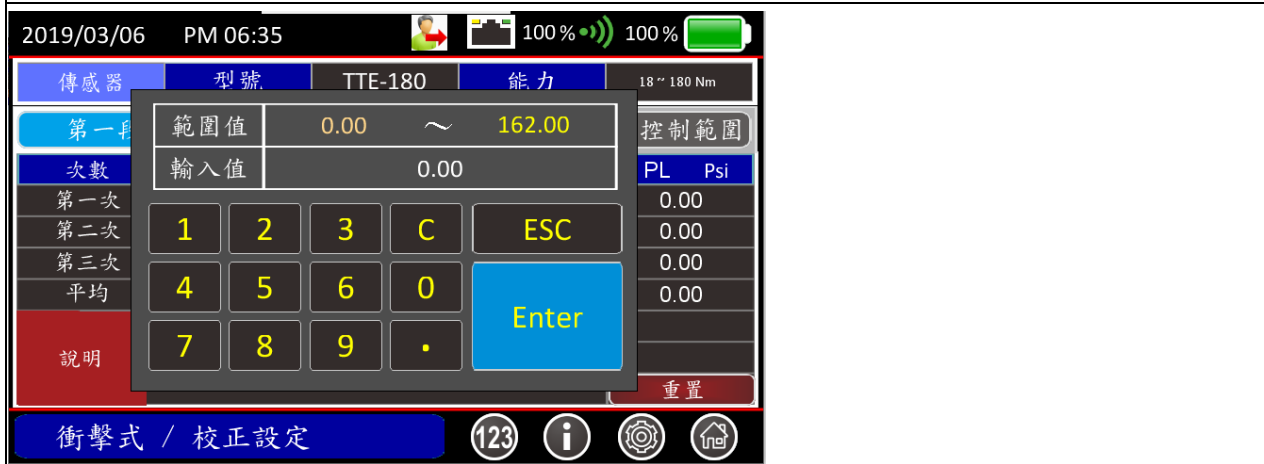 2019/03/06 PM 06:35 100% 100%
傳感器 型號 TTE-180 能力 18 ~ 180 Nm
第一 控制範圍
範圍值 0.00 ~ 162.00
輸入值 0.00
次數 PL Psi
第一次 0.00
第二次 0.00
第三次 0.00
平均 0.00
1 2 3 C ESC
4 5 6 0 Enter
7 8 9 .
說明
重置
衝擊式 / 校正設定 123 i